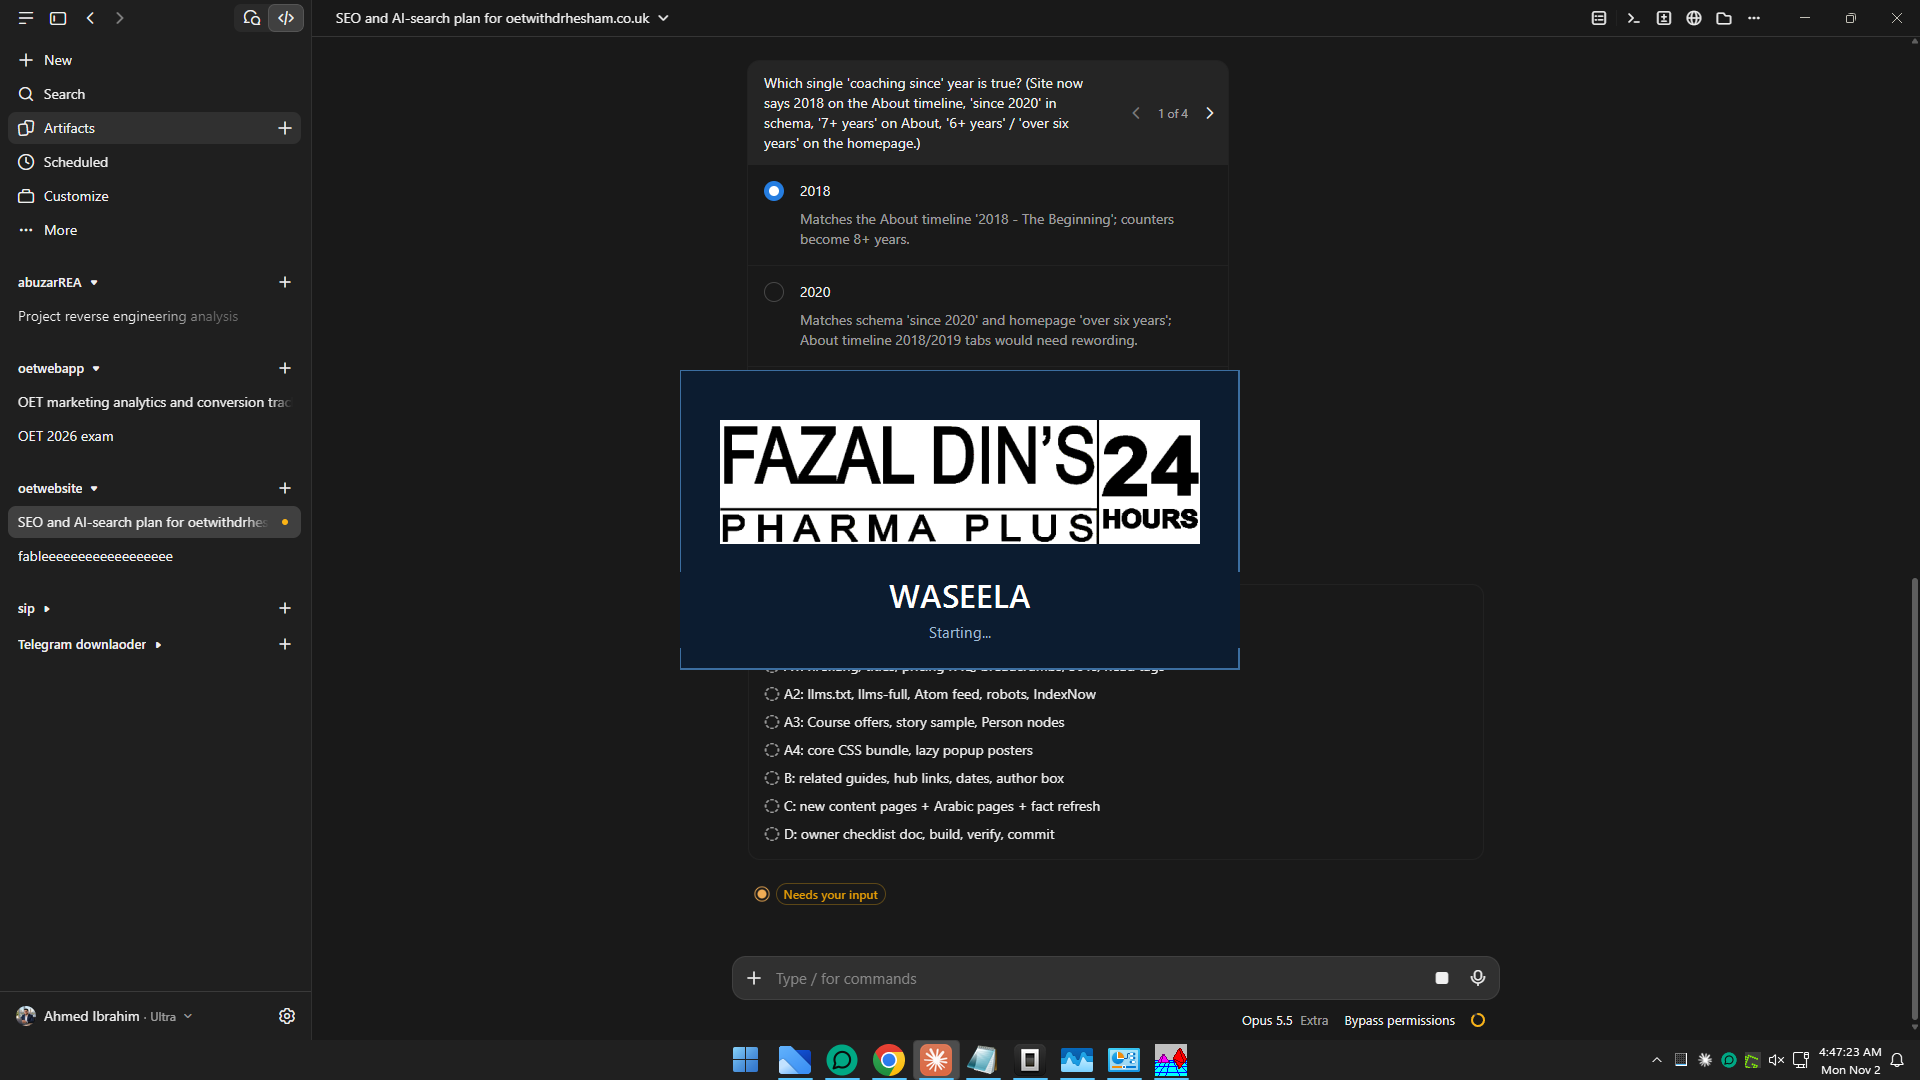 SEO and AI-search plan for oetwithdrhesham.co.uk
New
Search
Artifacts
Scheduled
Customize
More
abuzarREA
Project reverse engineering analysis
oetwebapp
OET marketing analytics and conversion trac
OET 2026 exam
oetwebsite
SEO and AI-search plan for oetwithdrhes
fableeeeeeeeeeeeeeeeee
sip
Telegram downlaoder
Ahmed Ibrahim · Ultra
Which single 'coaching since' year is true? (Site now
says 2018 on the About timeline, 'since 2020' in
schema, '7+ years' on About, '6+ years' / 'over six
years' on the homepage.)
1 of 4
2018
Matches the About timeline '2018 - The Beginning'; counters
become 8+ years.
2020
Matches schema 'since 2020' and homepage 'over six years';
About timeline 2018/2019 tabs would need rewording.
FAZAL DIN'S
PHARMA PLUS
24
HOURS
WASEELA
Starting...
A2: llms.txt, llms-full, Atom feed, robots, IndexNow
A3: Course offers, story sample, Person nodes
A4: core CSS bundle, lazy popup posters
B: related guides, hub links, dates, author box
C: new content pages + Arabic pages + fact refresh
D: owner checklist doc, build, verify, commit
Needs your input
Type / for commands
Opus 5.5 Extra Bypass permissions
4:47:23 AM
Mon Nov 2